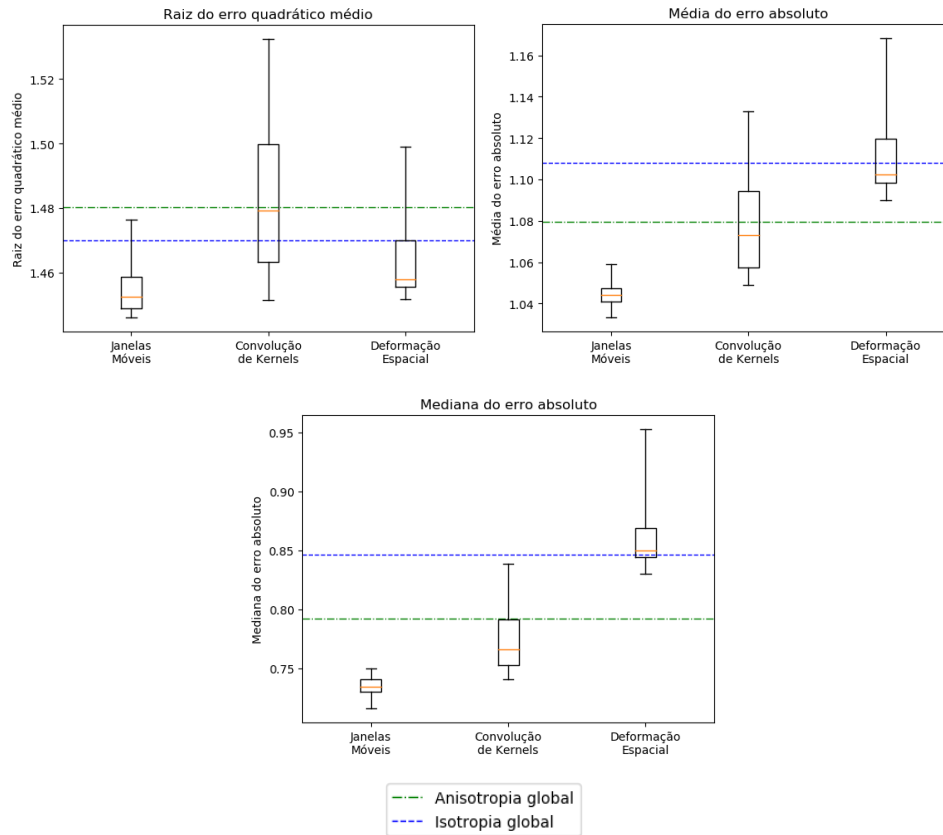 Raiz do erro quadrático médio
Raiz do erro quadrático médio
1.52
1.50
1.48
1.46
Janelas
Móveis
Convolução
de Kernels
Deformação
Espacial
Média do erro absoluto
Média do erro absoluto
1.16
1.14
1.12
1.10
1.08
1.06
1.04
Janelas
Móveis
Convolução
de Kernels
Deformação
Espacial
Mediana do erro absoluto
Mediana do erro absoluto
0.95
0.90
0.85
0.80
0.75
Janelas
Móveis
Convolução
de Kernels
Deformação
Espacial
Anisotropia global
Isotropia global